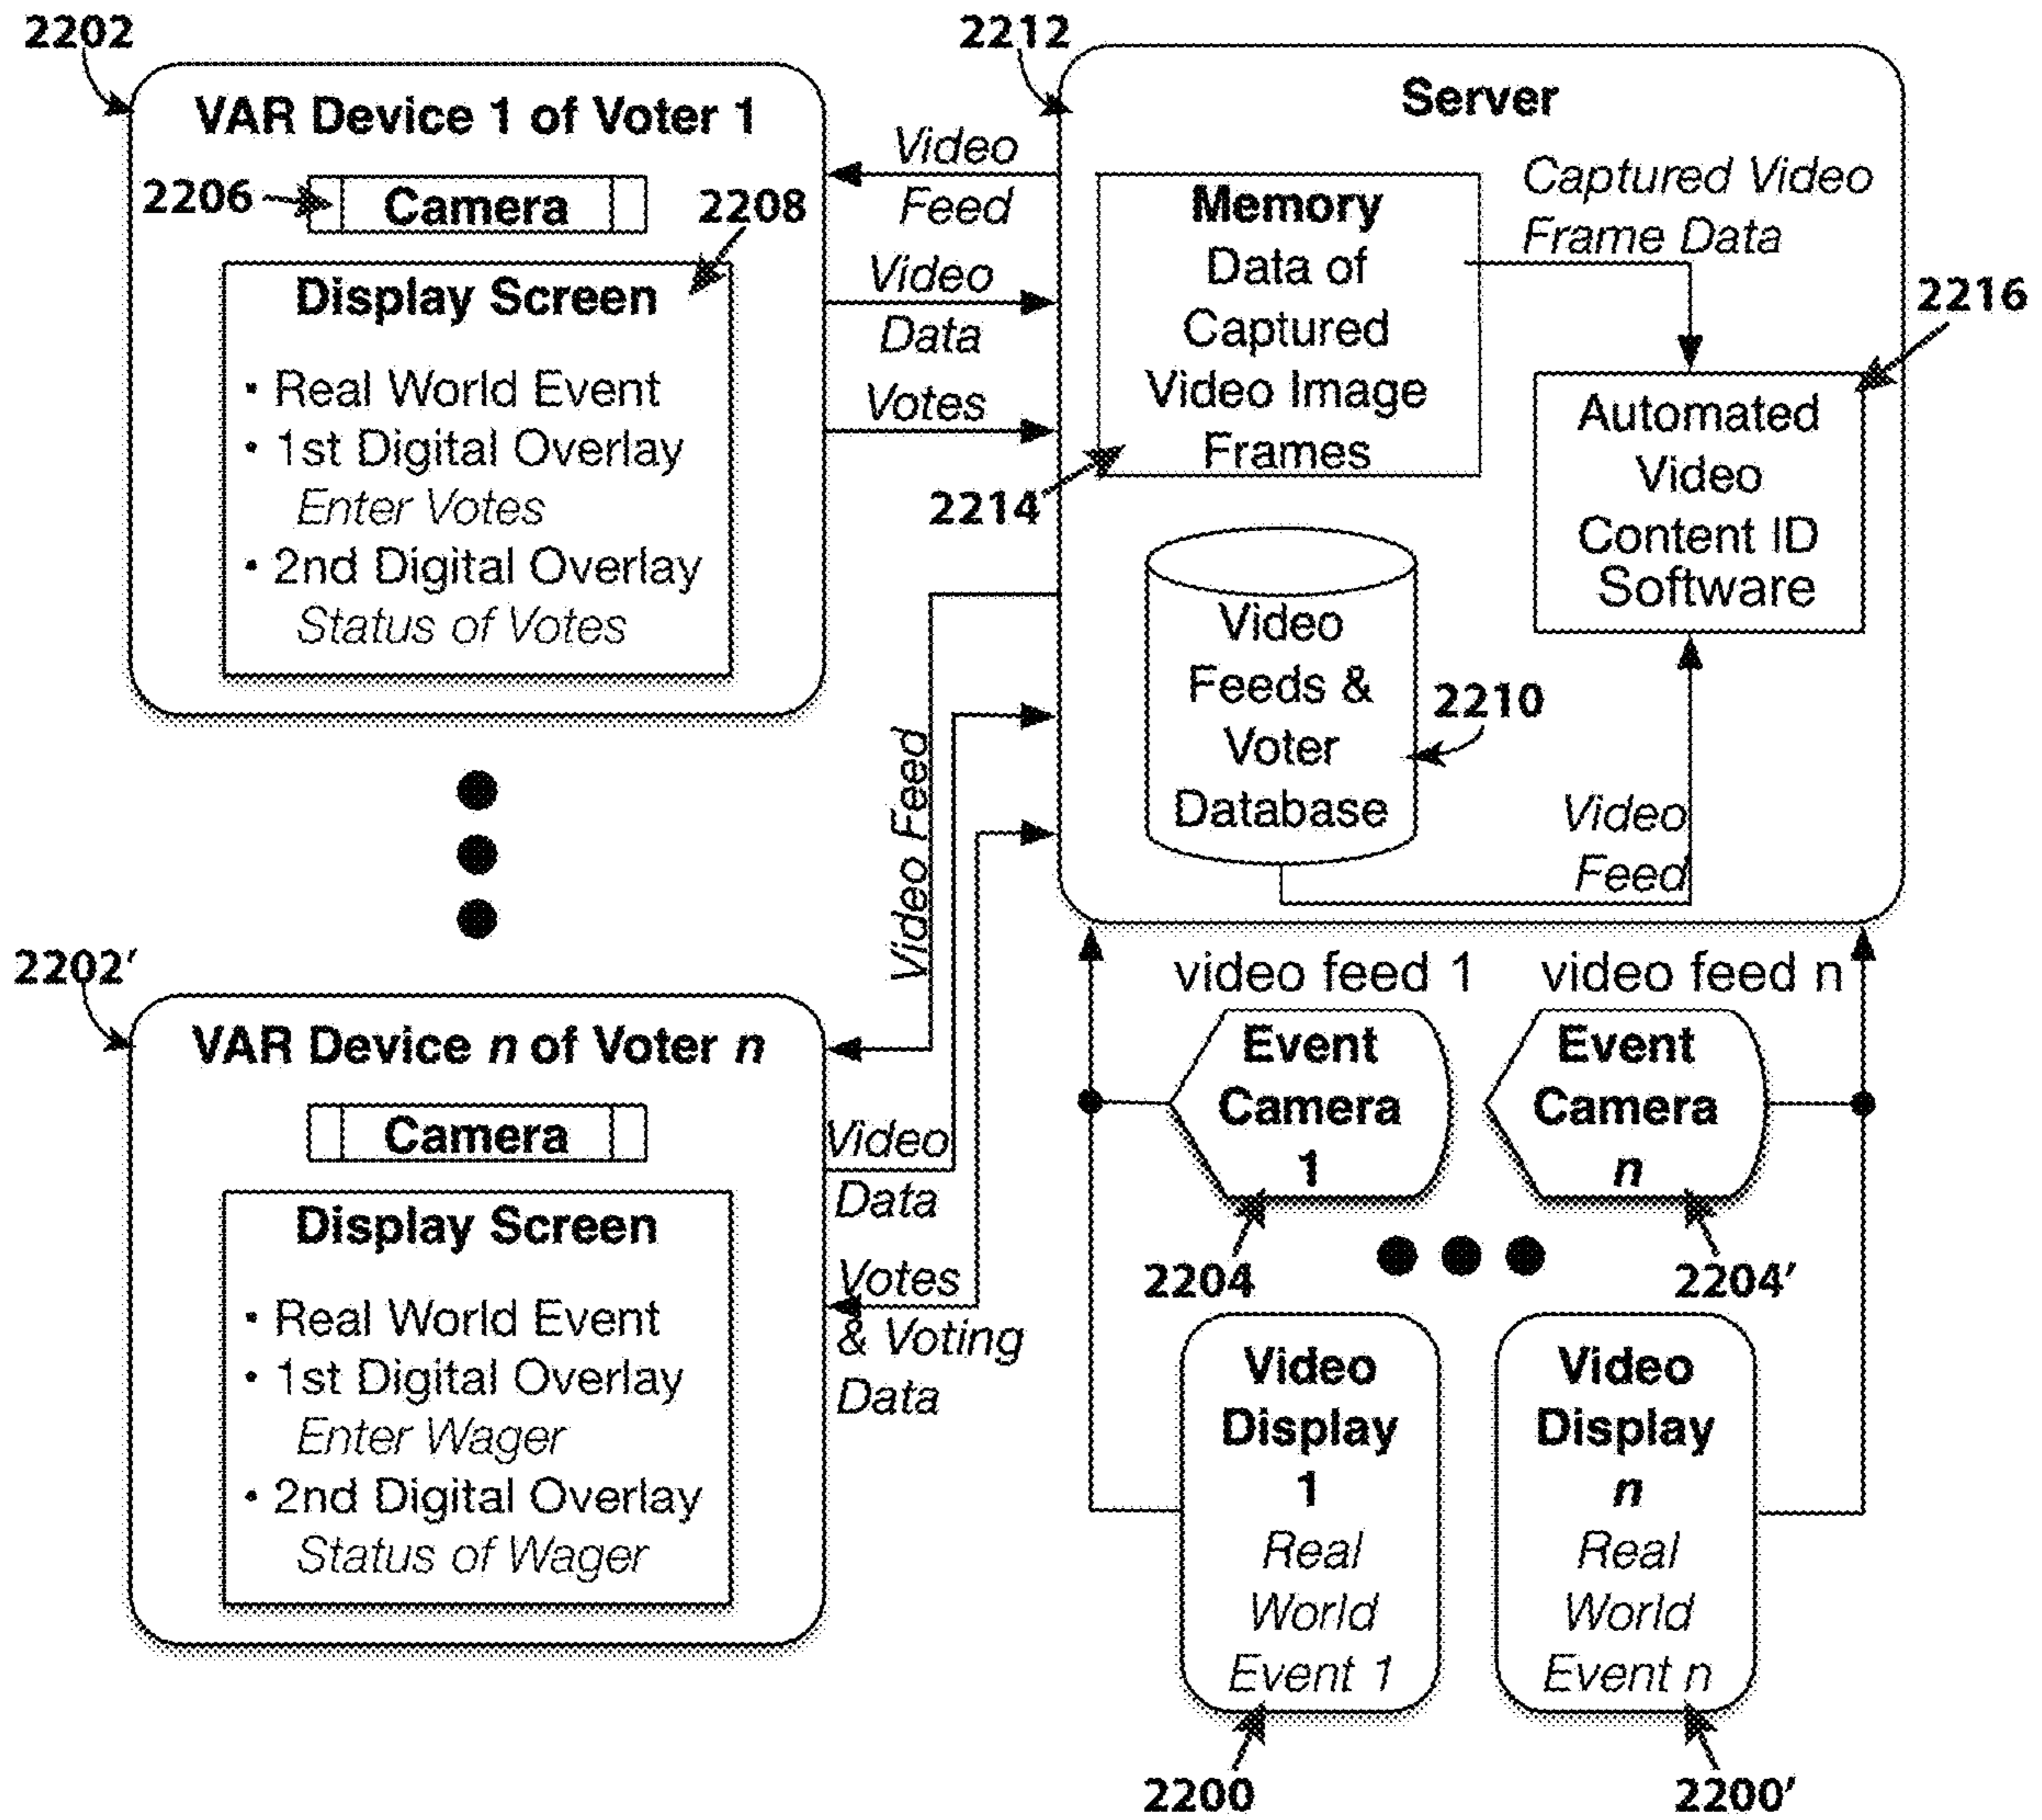 2202
VAR Device 1 of Voter 1
2206
Camera
2208
Display Screen
• Real World Event
• 1st Digital Overlay
Enter Votes
• 2nd Digital Overlay
Status of Votes
Video
Feed
Video
Data
Votes
2212
Server
Memory
Data of
Captured
Video Image
Frames
2214
Captured Video
Frame Data
2216
Automated
Video
Content ID
Software
Video
Feeds &
Voter
Database
2210
Video
Feed
Video Feed
2202'
VAR Device n of Voter n
Camera
Display Screen
• Real World Event
• 1st Digital Overlay
Enter Wager
• 2nd Digital Overlay
Status of Wager
Video
Data
Votes
& Voting
Data
video feed 1
video feed n
Event
Camera
1
2204
Event
Camera
n
2204'
Video
Display
1
Real
World
Event 1
2200
Video
Display
n
Real
World
Event n
2200'